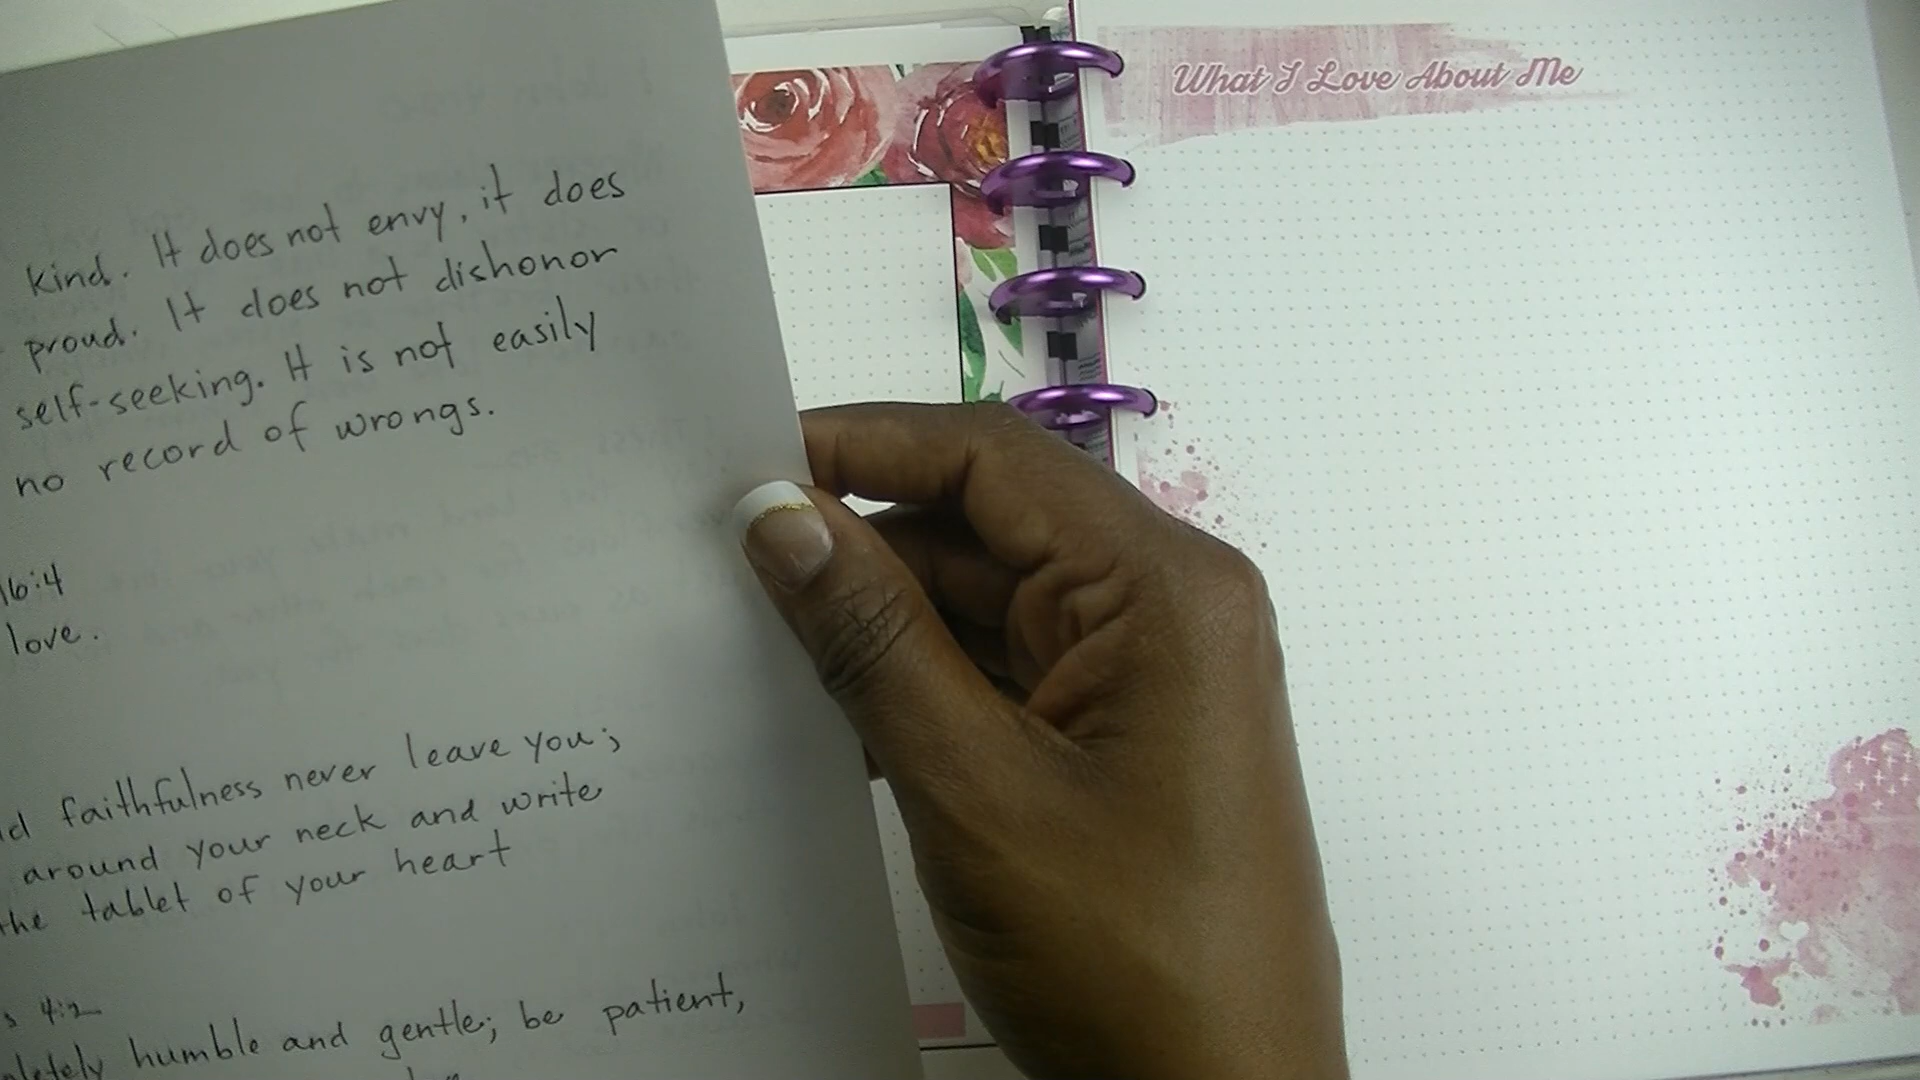 kind. It does not envy, it does
proud. It does not dishonor
self-seeking. It is not easily
no record of wrongs.
16:4
love.
faithfulness never leave you;
around your neck and write
the tablet of your heart
4:2
humble and gentle; be patient,
What I Love About Me